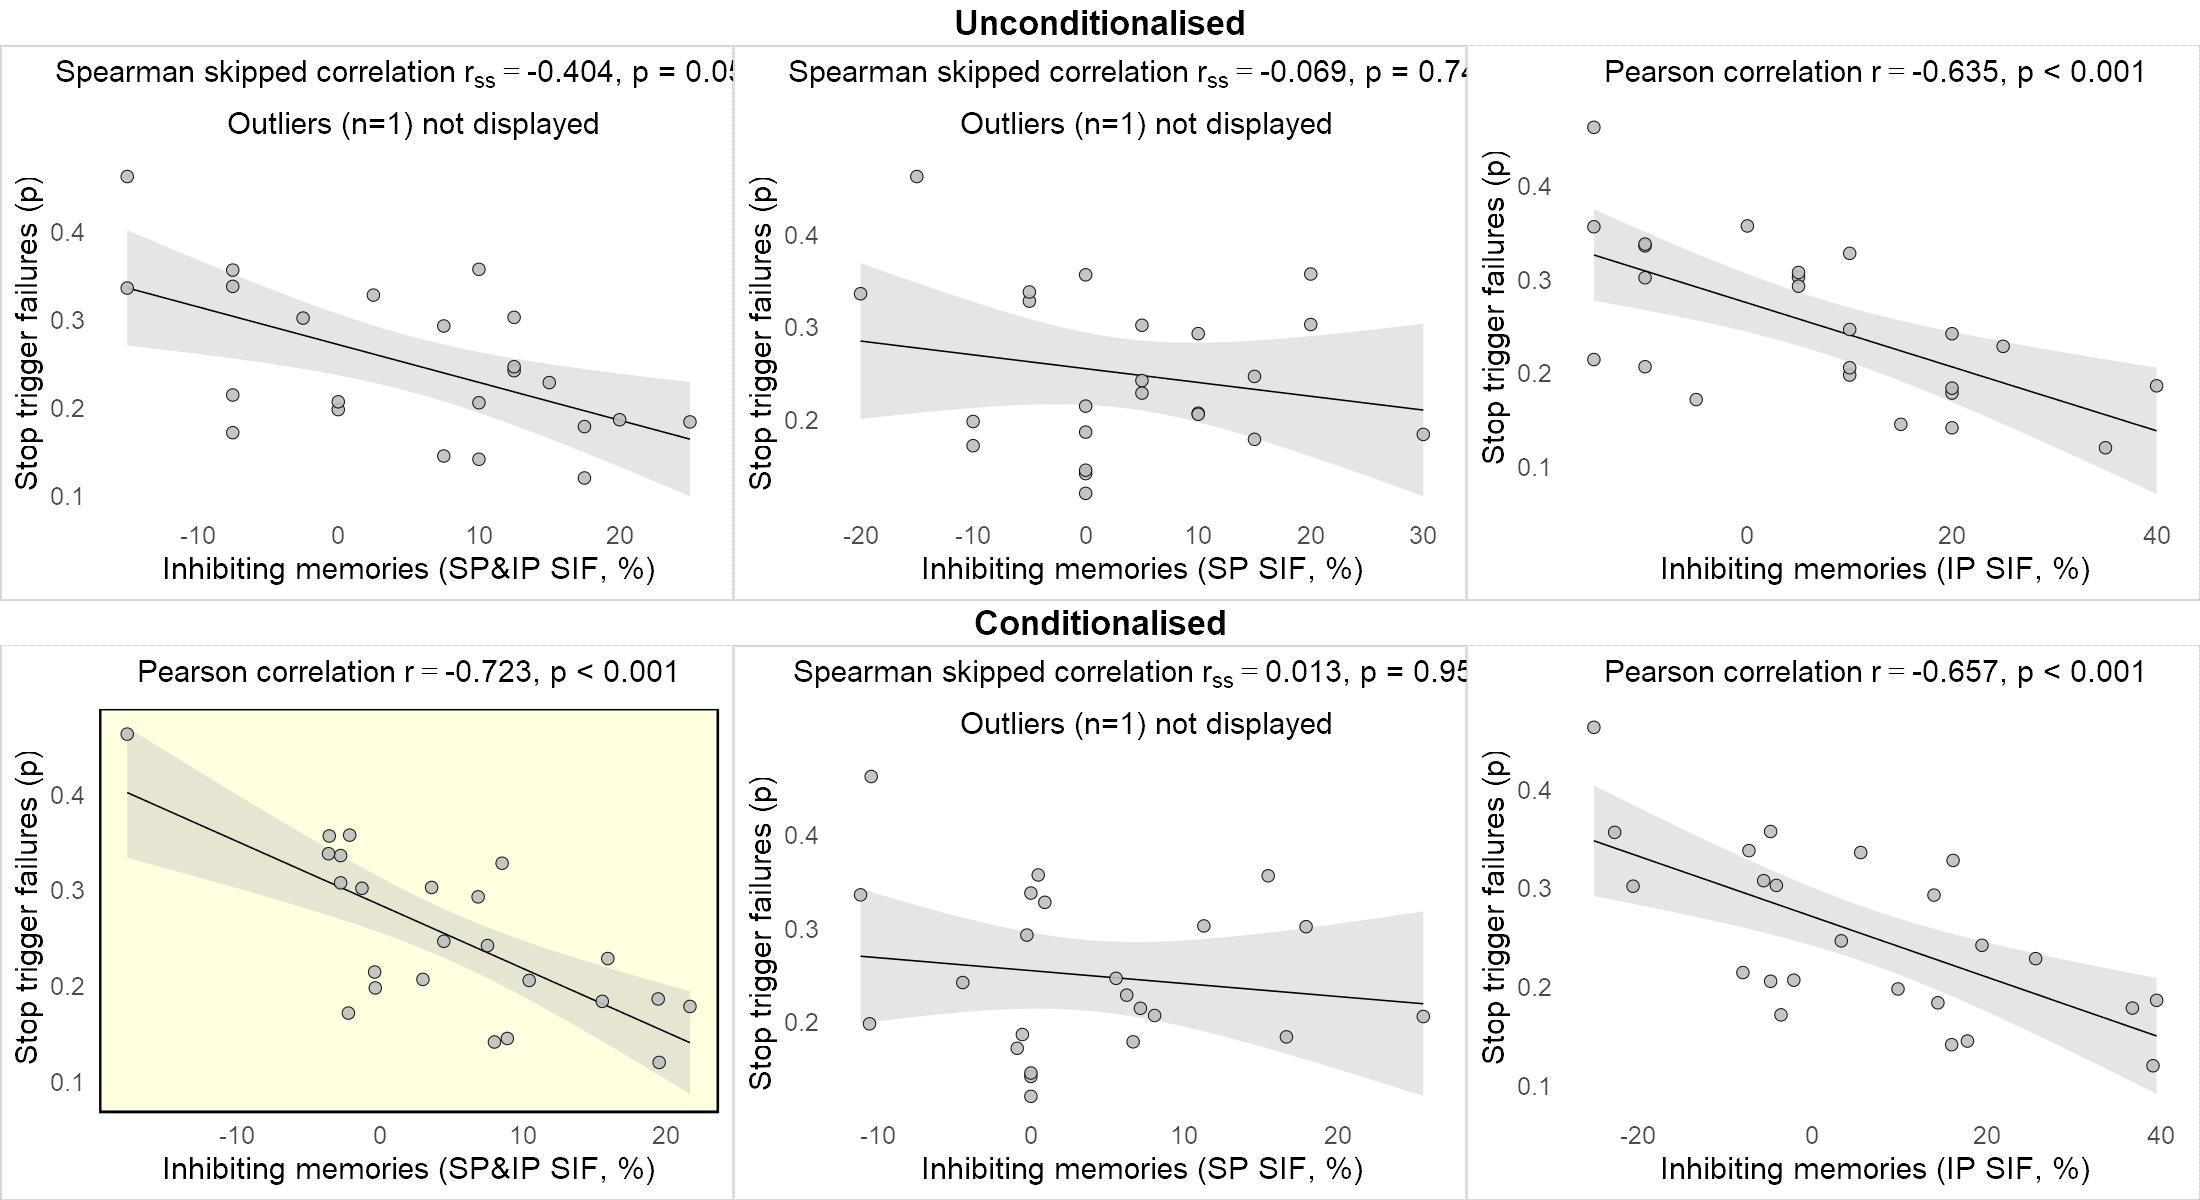 Unconditionalised
Spearman skipped correlation rss = -0.404, p = 0.05
Outliers (n=1) not displayed
Stop trigger failures (p)
0.4
0.3
0.2
0.1
-10 0 10 20
Inhibiting memories (SP&IP SIF, %)
Spearman skipped correlation rss = -0.069, p = 0.74
Outliers (n=1) not displayed
Stop trigger failures (p)
0.4
0.3
0.2
-20 -10 0 10 20 30
Inhibiting memories (SP SIF, %)
Pearson correlation r = -0.635, p < 0.001
Stop trigger failures (p)
0.4
0.3
0.2
0.1
0 20 40
Inhibiting memories (IP SIF, %)
Conditionalised
Pearson correlation r = -0.723, p < 0.001
Stop trigger failures (p)
0.4
0.3
0.2
0.1
-10 0 10 20
Inhibiting memories (SP&IP SIF, %)
Spearman skipped correlation rss = 0.013, p = 0.95
Outliers (n=1) not displayed
Stop trigger failures (p)
0.4
0.3
0.2
-10 0 10 20
Inhibiting memories (SP SIF, %)
Pearson correlation r = -0.657, p < 0.001
Stop trigger failures (p)
0.4
0.3
0.2
0.1
-20 0 20 40
Inhibiting memories (IP SIF, %)